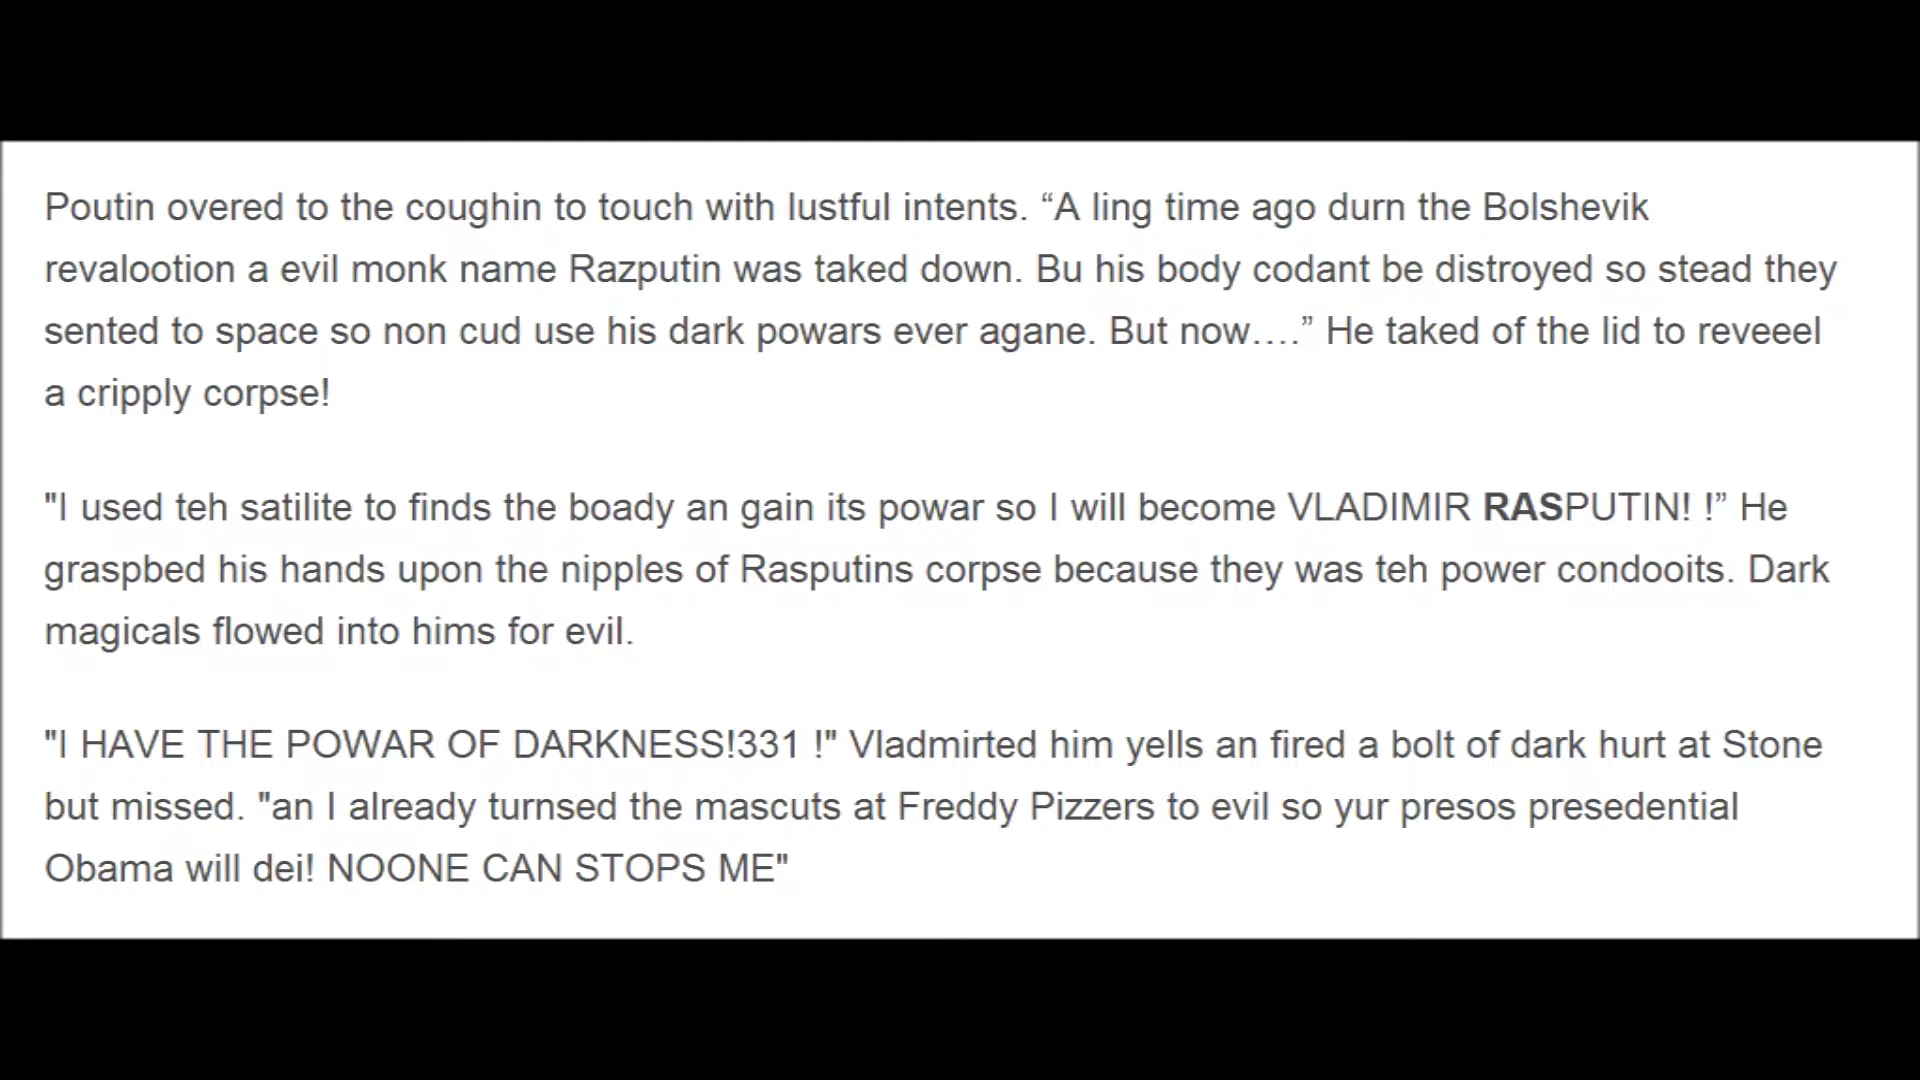 Poutin overed to the coughin to touch with lustful intents. “A ling time ago durn the Bolshevik
revalootion a evil monk name Razputin was taked down. Bu his body codant be distroyed so stead they
sented to space so non cud use his dark powars ever agane. But now….” He taked of the lid to reveeel
a cripply corpse!
"I used teh satilite to finds the boady an gain its powar so I will become VLADIMIR RASPUTIN! !” He
graspbed his hands upon the nipples of Rasputins corpse because they was teh power condooits. Dark
magicals flowed into hims for evil.
"I HAVE THE POWAR OF DARKNESS!331 !" Vladmirted him yells an fired a bolt of dark hurt at Stone
but missed. "an I already turnsed the mascuts at Freddy Pizzers to evil so yur presos presedential
Obama will dei! NOONE CAN STOPS ME"